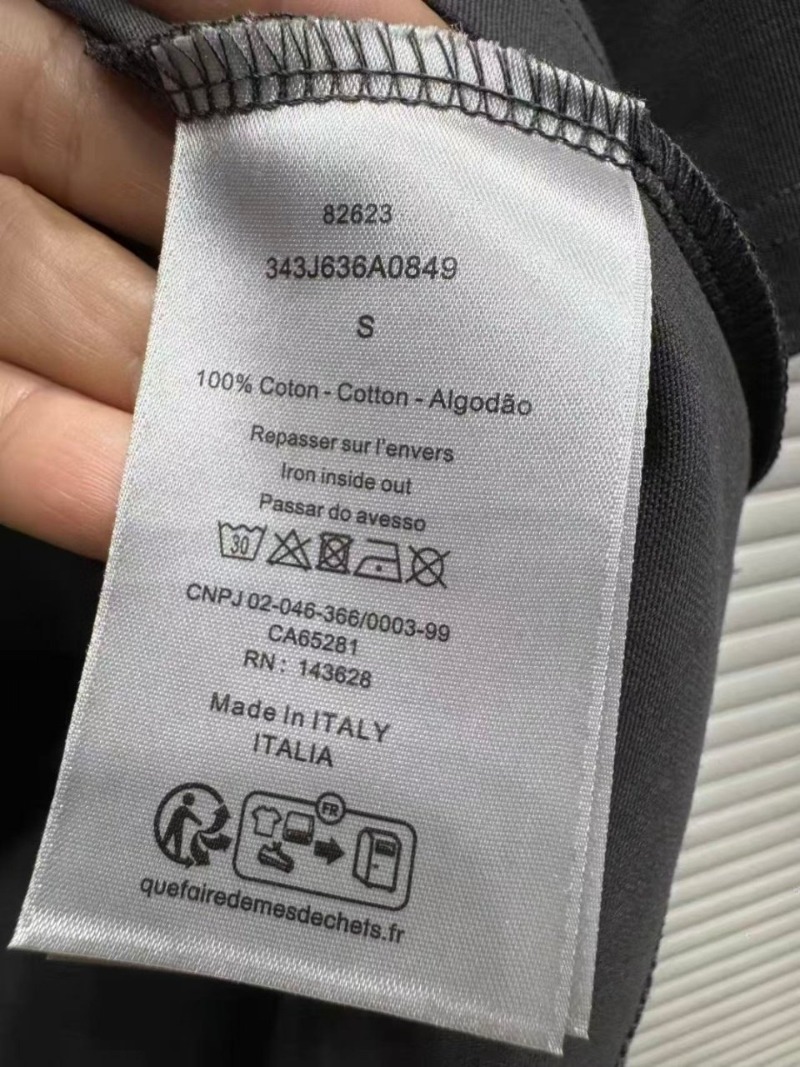 82623
343J636A0849
S
100% Coton - Cotton - Algodão
Repasser sur l'envers
Iron inside out
Passar do avesso
30
CNPJ 02-046-366/0003-99
CA65281
RN : 143628
Made In ITALY
ITALIA
FR
quefairedemesdechets.fr